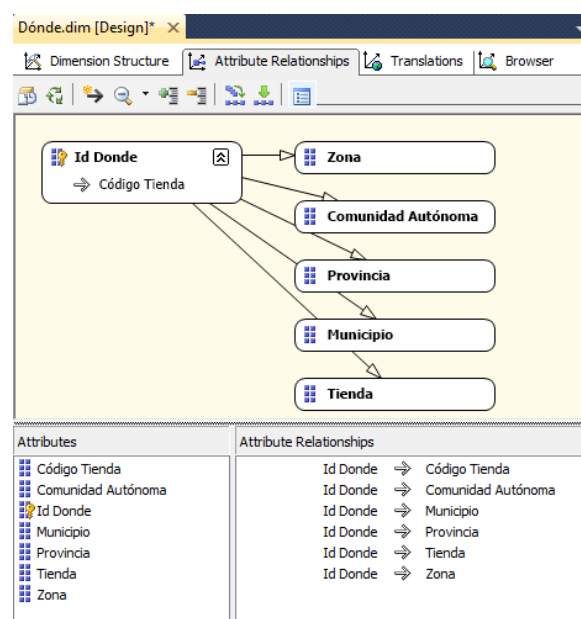 Dónde.dim [Design]*
Dimension Structure Attribute Relationships Translations Browser
Id Donde
Código Tienda
Zona
Comunidad Autónoma
Provincia
Municipio
Tienda
Attributes
Código Tienda
Comunidad Autónoma
Id Donde
Municipio
Provincia
Tienda
Zona
Attribute Relationships
Id Donde Código Tienda
Id Donde Comunidad Autónoma
Id Donde Municipio
Id Donde Provincia
Id Donde Tienda
Id Donde Zona